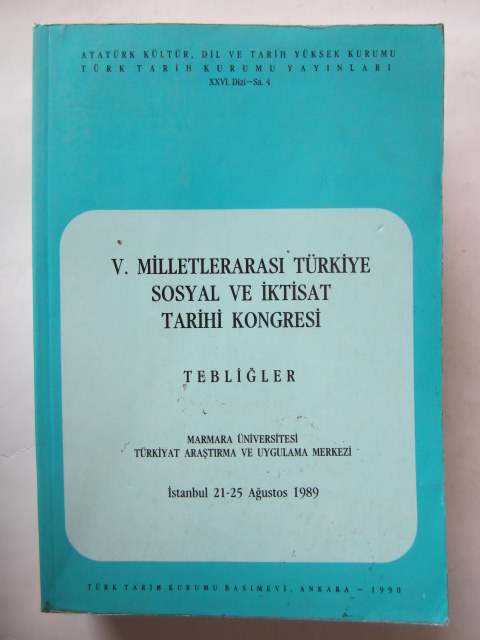 ATATÜRK KÜLTÜR, DİL VE TARİH YÜKSEK KURUMU
TÜRK TARİH KURUMU YAYINLARI
XXVI. Dizi-Sa. 4
V. MİLLETLERARASI TÜRKİYE
SOSYAL VE İKTİSAT
TARİHİ KONGRESİ
TEBLİĞLER
MARMARA ÜNİVERSİTESİ
TÜRKİYAT ARAŞTIRMA VE UYGULAMA MERKEZİ
İstanbul 21-25 Ağustos 1989
TÜRK TARİH KURUMU BASIMEVİ, ANKARA - 1990